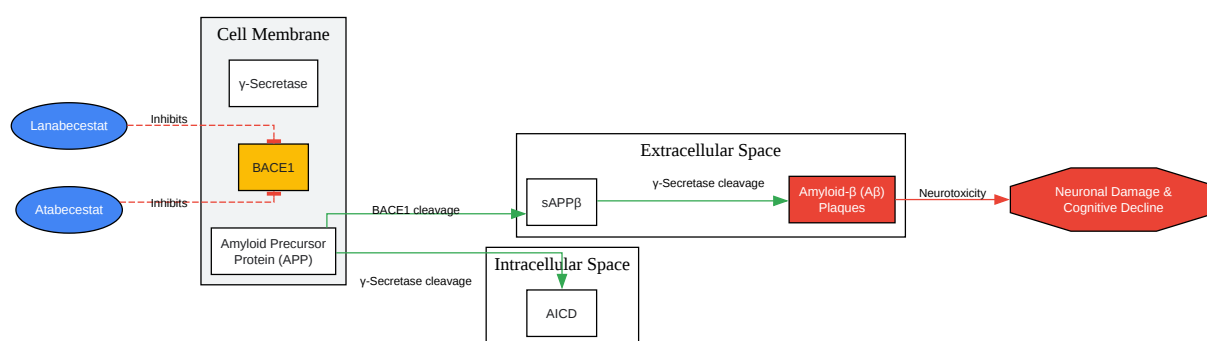 Cell Membrane
γ-Secretase
Lanabecestat
Inhibits
BACE1
Atabecestat
Inhibits
Amyloid Precursor
Protein (APP)
BACE1 cleavage
γ-Secretase cleavage
Extracellular Space
sAPPβ
γ-Secretase cleavage
Amyloid-β (Aβ)
Plaques
Neurotoxicity
Neuronal Damage &
Cognitive Decline
Intracellular Space
AICD